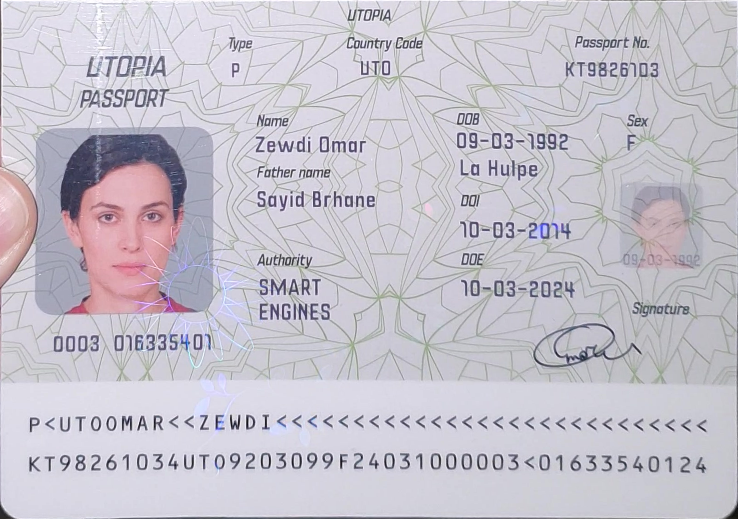 UTOPIA
UTOPIA
PASSPORT
Type
P
Country Code
UTO
Passport No.
KT9826103
Name
Zewdi Omar
Father name
Sayid Brhane
DOB
09-03-1992
La Hulpe
Sex
F
DOI
10-03-2014
DOE
10-03-2024
Authority
SMART
ENGINES
09-03-1992
Signature
Omar
0003 016335401
P<UTOOMAR<<ZEWDI<<<<<<<<<<<<<<<<<<<<<<<<<<<<
KT98261034UTO9203099F24031000003<01633540124